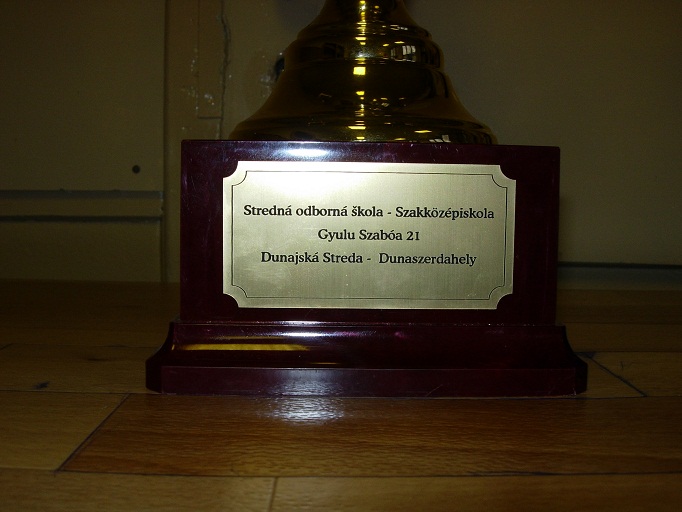 Stredná odborná škola - Szakközépiskola
Gyulu Szabóa 21
Dunajská Streda - Dunaszerdahely